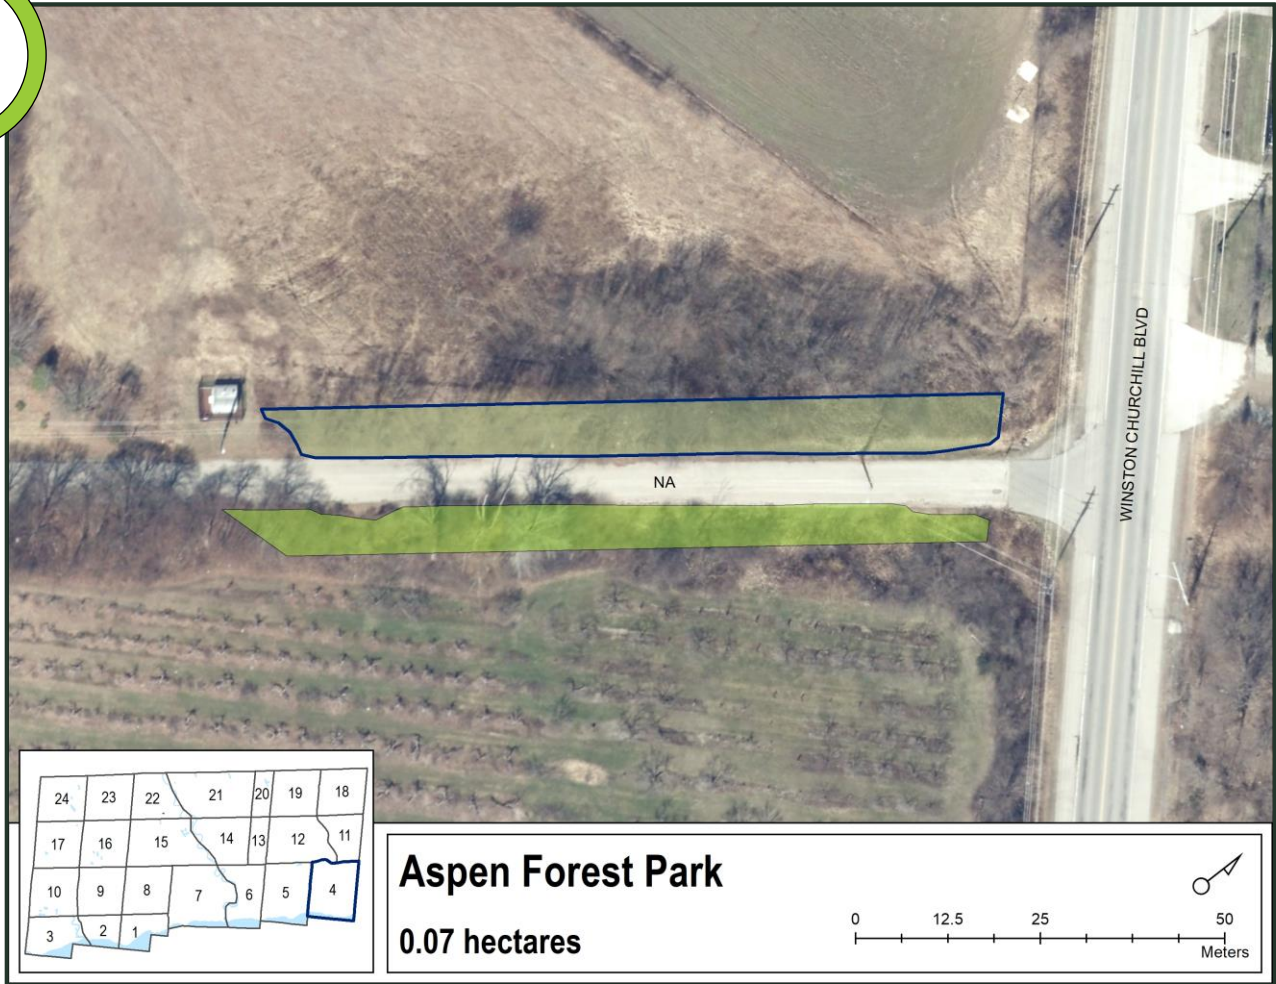 NA
WINSTON CHURCHILL BLVD
24 23 22 21 20 19 18
17 16 15 14 13 12 11
10 9 8 7 6 5 4
3 2 1
Aspen Forest Park
0.07 hectares
0 12.5 25 50
Meters